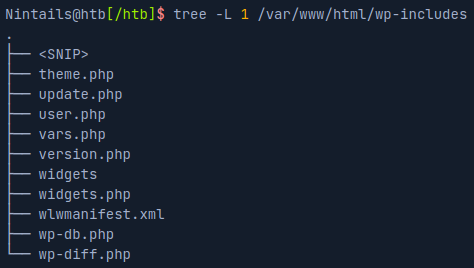 Nintails@htb[/htb]$ tree -L 1 /var/www/html/wp-includes
.
├── <SNIP>
├── theme.php
├── update.php
├── user.php
├── vars.php
├── version.php
├── widgets
├── widgets.php
├── wlwmanifest.xml
├── wp-db.php
└── wp-diff.php